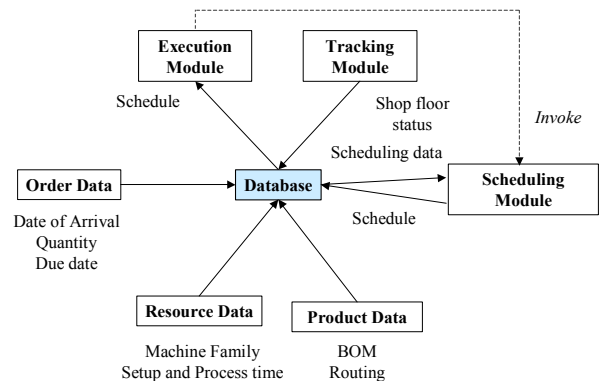 Execution
Module
Tracking
Module
Schedule
Shop floor
status
Invoke
Scheduling data
Order Data
Database
Scheduling
Module
Schedule
Date of Arrival
Quantity
Due date
Resource Data
Product Data
Machine Family
Setup and Process time
BOM
Routing